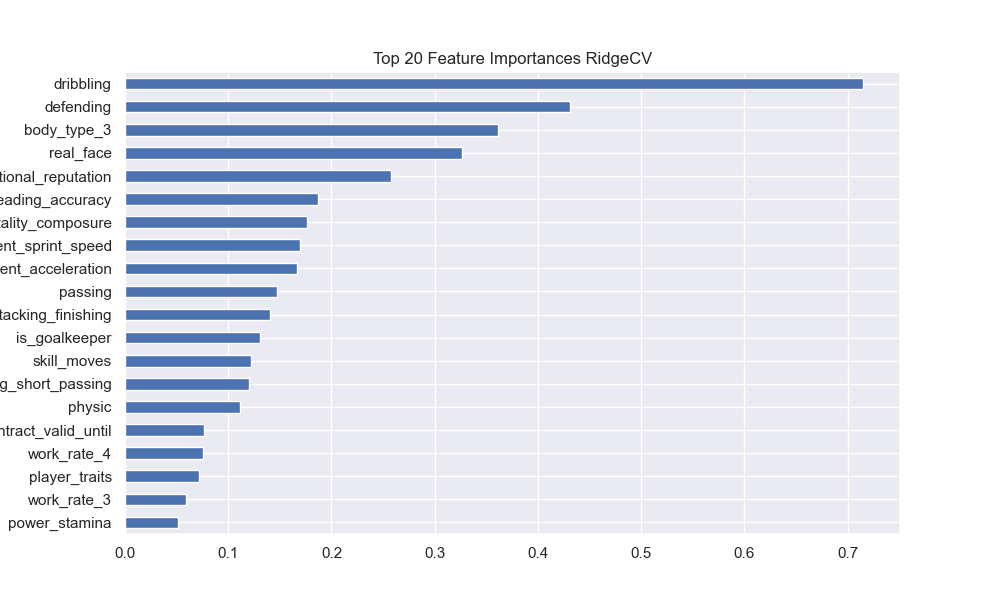 Top 20 Feature Importances RidgeCV
dribbling
defending
body_type_3
real_face
tional_reputation
eading_accuracy
tality_composure
ent_sprint_speed
ent_acceleration
passing
tacking_finishing
is_goalkeeper
skill_moves
g_short_passing
physic
ntract_valid_until
work_rate_4
player_traits
work_rate_3
power_stamina
0.0 0.1 0.2 0.3 0.4 0.5 0.6 0.7